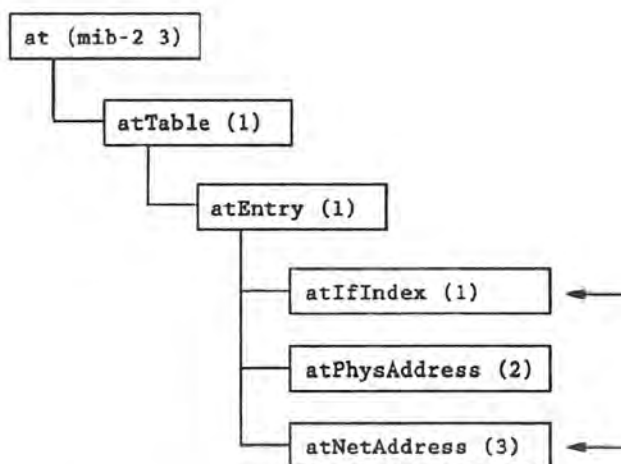 at (mib-2 3)
atTable (1)
atEntry (1)
atIfIndex (1)
atPhysAddress (2)
atNetAddress (3)